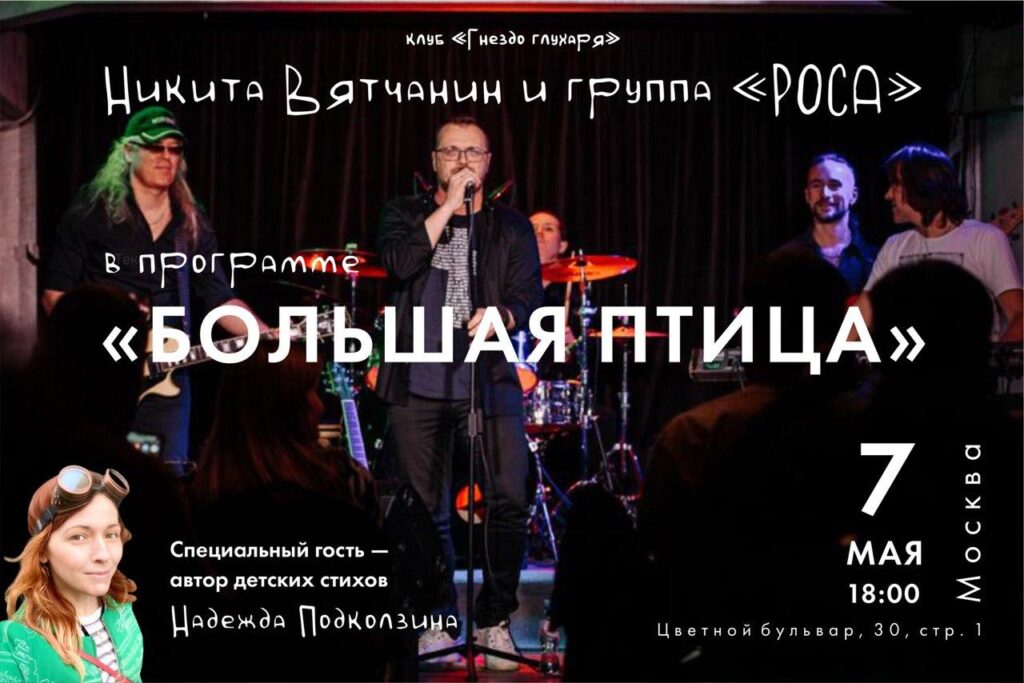 клуб «Гнездо глухаря»
Никита Вятчанин и группа «РОСА»
в программе
«БОЛЬШАЯ ПТИЦА»
7
МАЯ
18:00
Москва
Цветной бульвар, 30, стр. 1
Специальный гость —
автор детских стихов
Надежда Подколзина